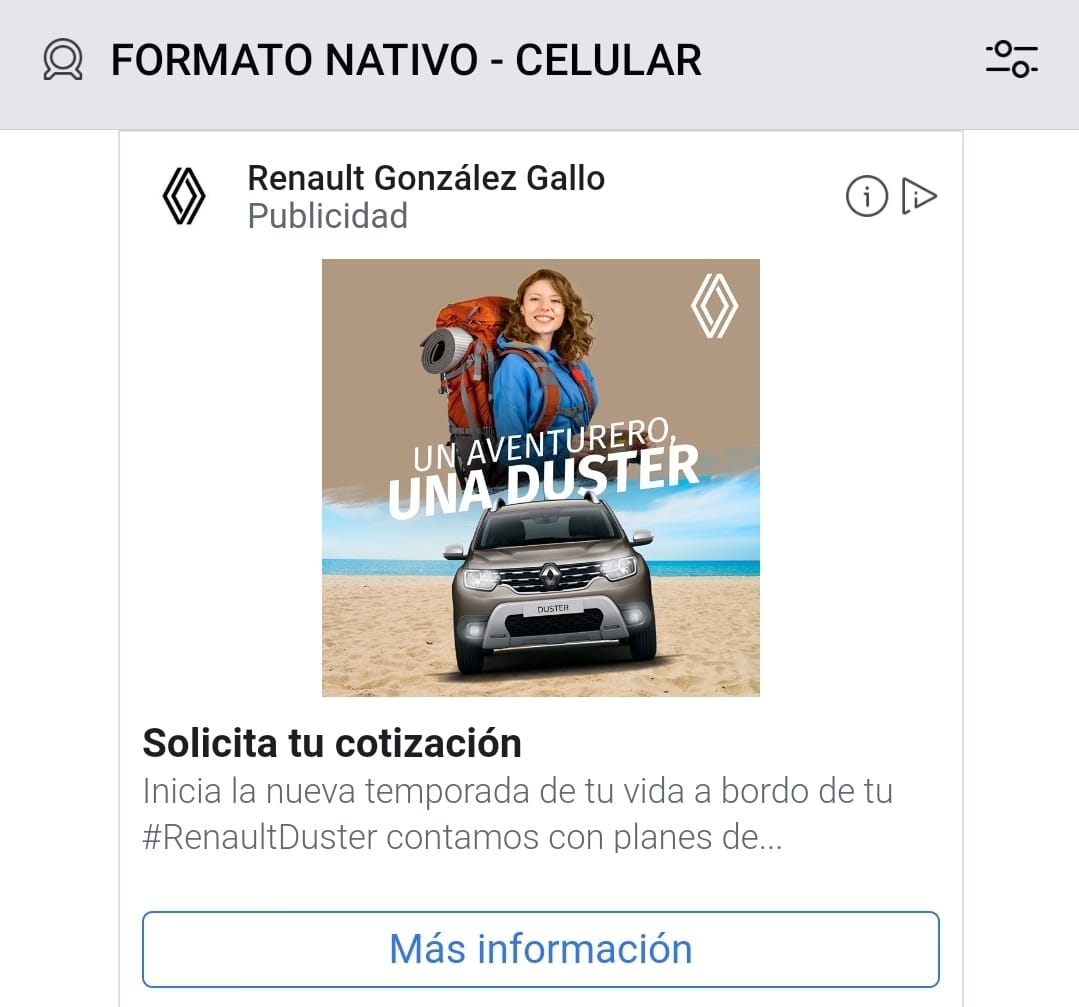 FORMATO NATIVO - CELULAR
Renault González Gallo
Publicidad
UN AVENTURERO,
UNA DUSTER
DUSTER
Solicita tu cotización
Inicia la nueva temporada de tu vida a bordo de tu
#RenaultDuster contamos con planes de...
Más información